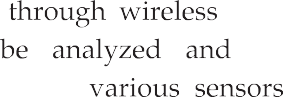 through wireless
be analyzed and
various sensors